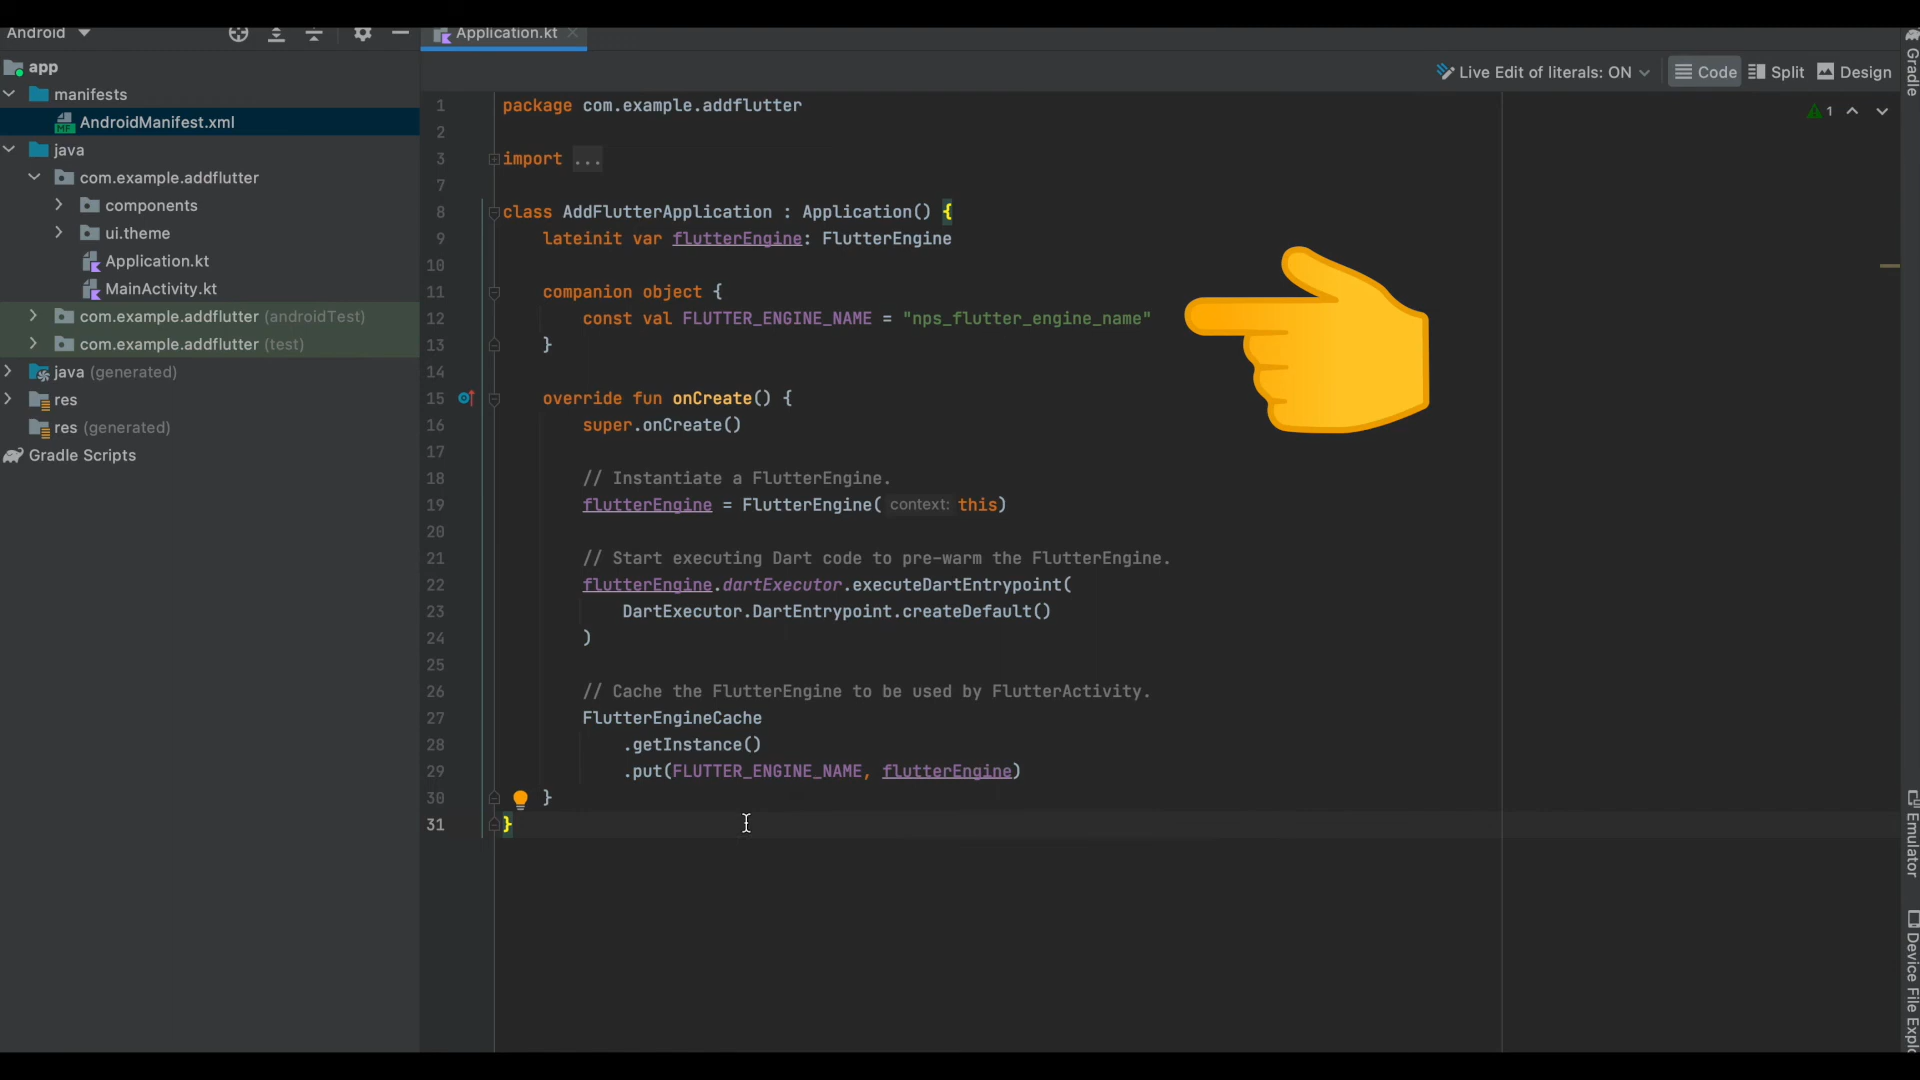 Android
Application.kt
app
manifests
AndroidManifest.xml
java
com.example.addflutter
components
ui.theme
Application.kt
MainActivity.kt
com.example.addflutter (androidTest)
com.example.addflutter (test)
java (generated)
res
res (generated)
Gradle Scripts
Live Edit of literals: ON
Code
Split
Design
1
1 package com.example.addflutter
2
3 import ...
7
8 class AddFlutterApplication : Application() {
9 lateinit var flutterEngine: FlutterEngine
10
11 companion object {
12 const val FLUTTER_ENGINE_NAME = "nps_flutter_engine_name"
13 }
14
15 override fun onCreate() {
16 super.onCreate()
17
18 // Instantiate a FlutterEngine.
19 flutterEngine = FlutterEngine( context: this)
20
21 // Start executing Dart code to pre-warm the FlutterEngine.
22 flutterEngine.dartExecutor.executeDartEntrypoint(
23 DartExecutor.DartEntrypoint.createDefault()
24 )
25
26 // Cache the FlutterEngine to be used by FlutterActivity.
27 FlutterEngineCache
28 .getInstance()
29 .put(FLUTTER_ENGINE_NAME, flutterEngine)
30 }
31 }
Gradle
Emulator
Device File Explo